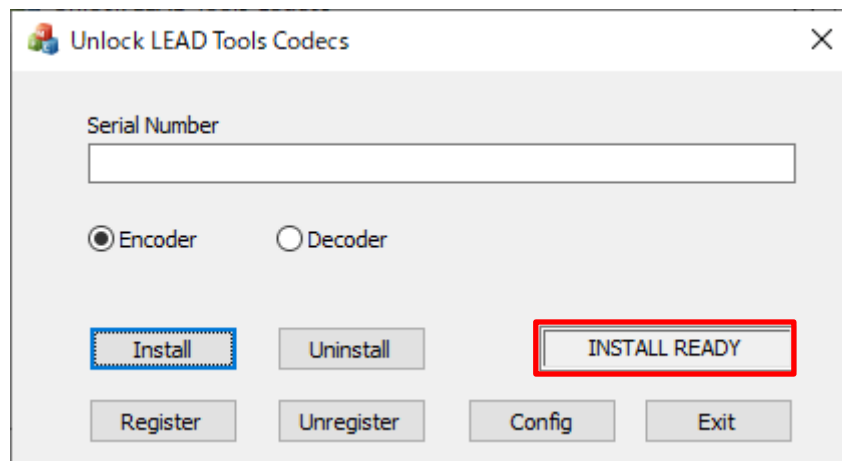 Unlock LEAD Tools Codecs
Serial Number
Encoder Decoder
Install Uninstall INSTALL READY
Register Unregister Config Exit